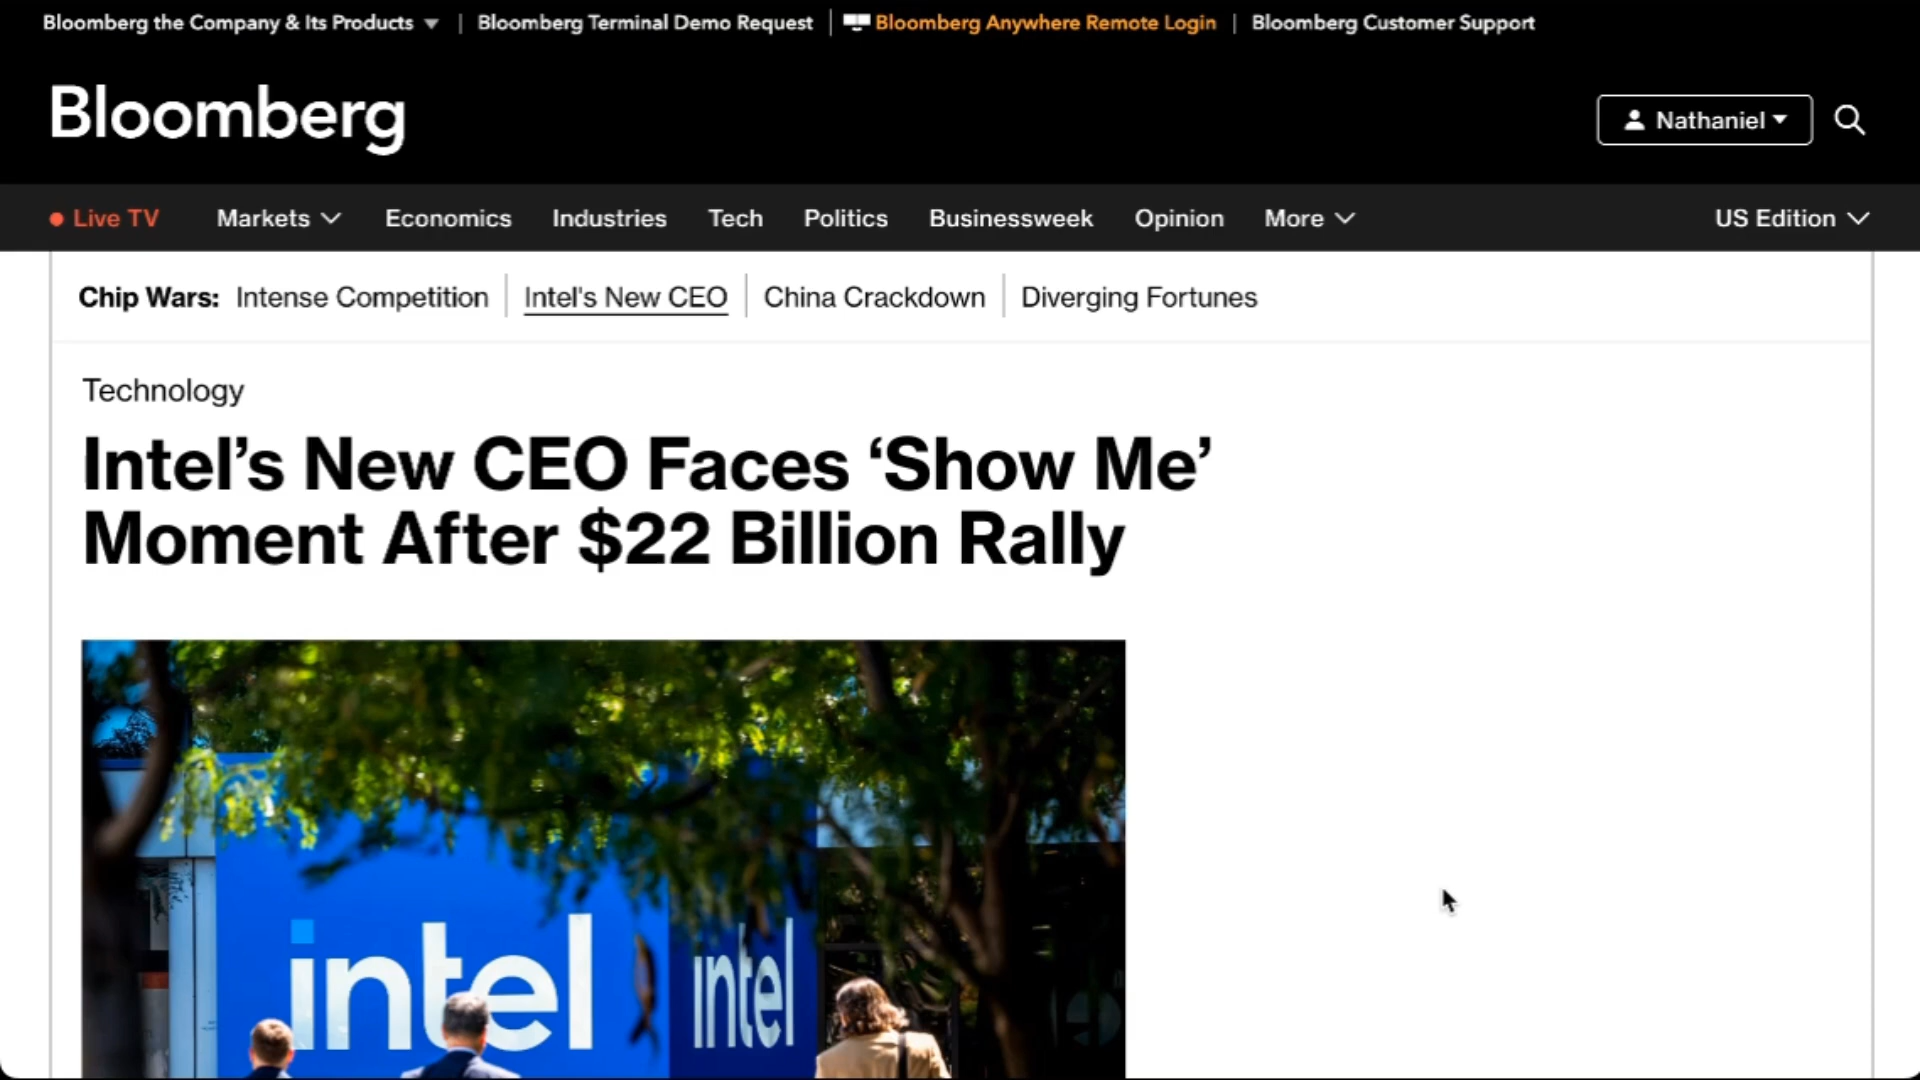 Bloomberg the Company & Its Products
Bloomberg Terminal Demo Request
Bloomberg Anywhere Remote Login
Bloomberg Customer Support
Bloomberg
Nathaniel
Live TV
Markets
Economics
Industries
Tech
Politics
Businessweek
Opinion
More
US Edition
Chip Wars: Intense Competition
Intel's New CEO
China Crackdown
Diverging Fortunes
Technology
Intel’s New CEO Faces ‘Show Me’
Moment After $22 Billion Rally
intel
intel